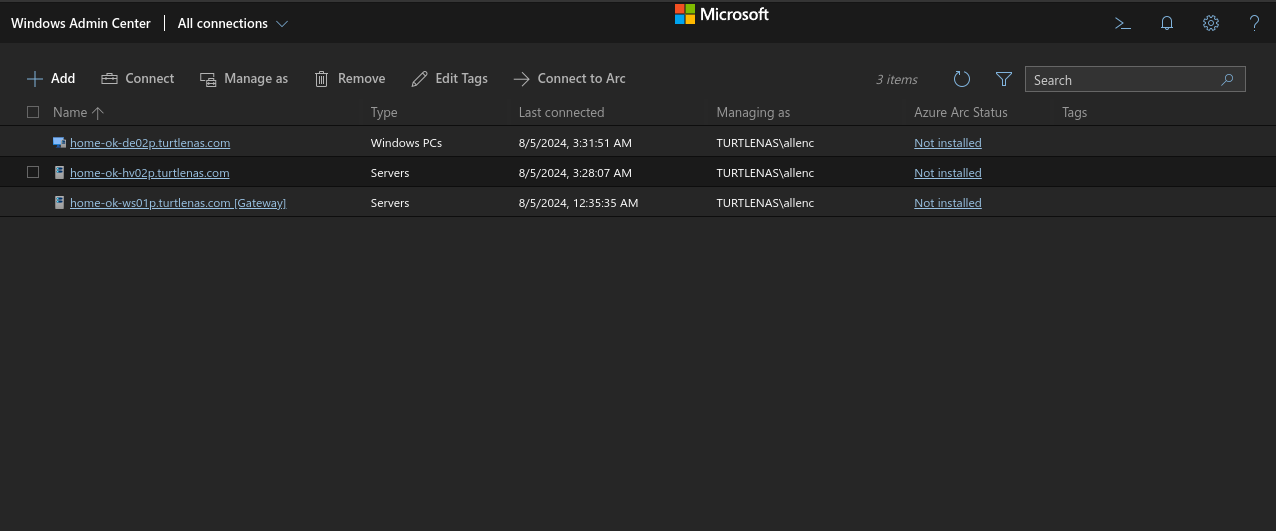 Windows Admin Center | All connections Microsoft
Add Connect Manage as Remove Edit Tags Connect to Arc 3 items Search
Name Type Last connected Managing as Azure Arc Status Tags
home-ok-de02p.turtlenas.com Windows PCs 8/5/2024, 3:31:51 AM TURTLENAS\allenc Not installed
home-ok-hv02p.turtlenas.com Servers 8/5/2024, 3:28:07 AM TURTLENAS\allenc Not installed
home-ok-ws01p.turtlenas.com [Gateway] Servers 8/5/2024, 12:35:35 AM TURTLENAS\allenc Not installed